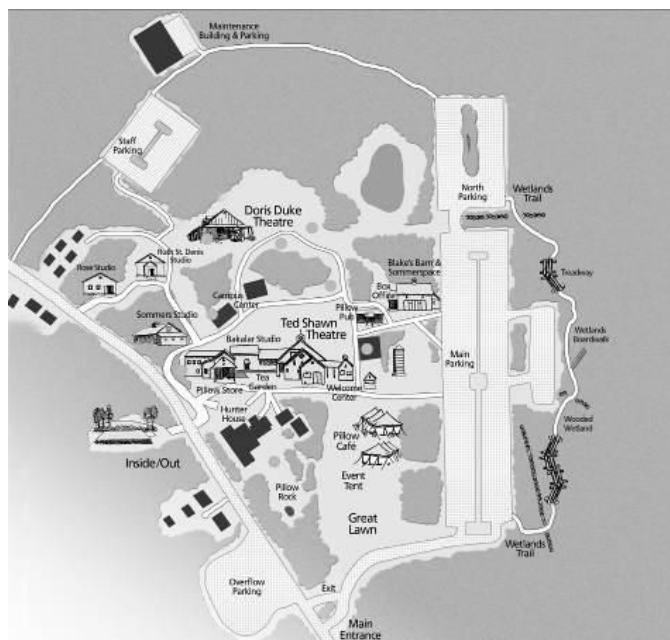 Maintenance
Building & Parking
Staff
Parking
North
Parking
Wetlands
Trail
Doris Duke
Theatre
Ruth St. Denis
Studio
Rose Studio
Blake's Barn &
Sommerspace
Treadway
Campus
Center
Box
Office
Pillow
Pub
Sommers Studio
Ted Shawn
Theatre
Bakalar Studio
Wetlands
Boardwalk
Main
Parking
Pillow Store
Tea
Garden
Welcome
Center
Hunter
House
Wooded
Wetland
Pillow
Café
Inside/Out
Event
Tent
Pillow
Rock
Great
Lawn
Wetlands
Trail
Overflow
Parking
Exit
Main
Entrance